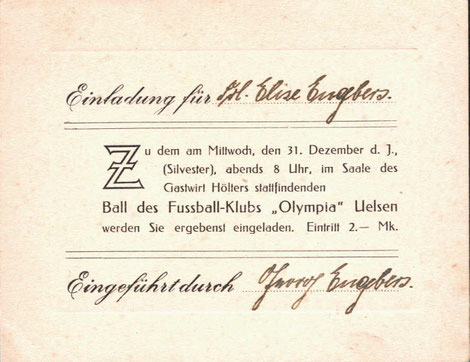 Einladung für Frl. Elise Engbers.
Zu dem am Mittwoch, den 31. Dezember d. J.,
(Silvester), abends 8 Uhr, im Saale des
Gastwirt Hölters stattfindenden
Ball des Fussball-Klubs „Olympia" Uelsen
werden Sie ergebenst eingeladen. Eintritt 2.— Mk.
Eingeführt durch Engbers.